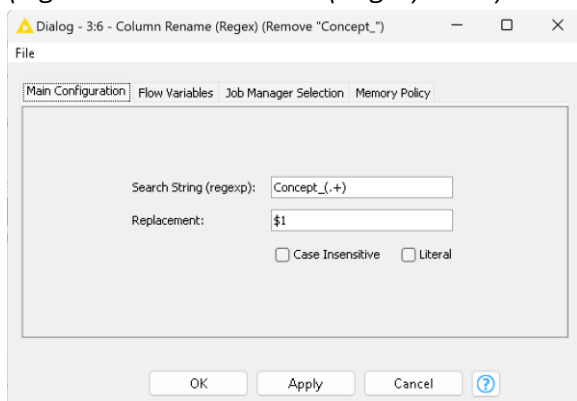 Dialog - 3:6 - Column Rename (Regex) (Remove "Concept_")
File
Main Configuration Flow Variables Job Manager Selection Memory Policy
Search String (regexp): Concept_(.+)
Replacement: $1
Case Insensitive Literal
OK Apply Cancel ?